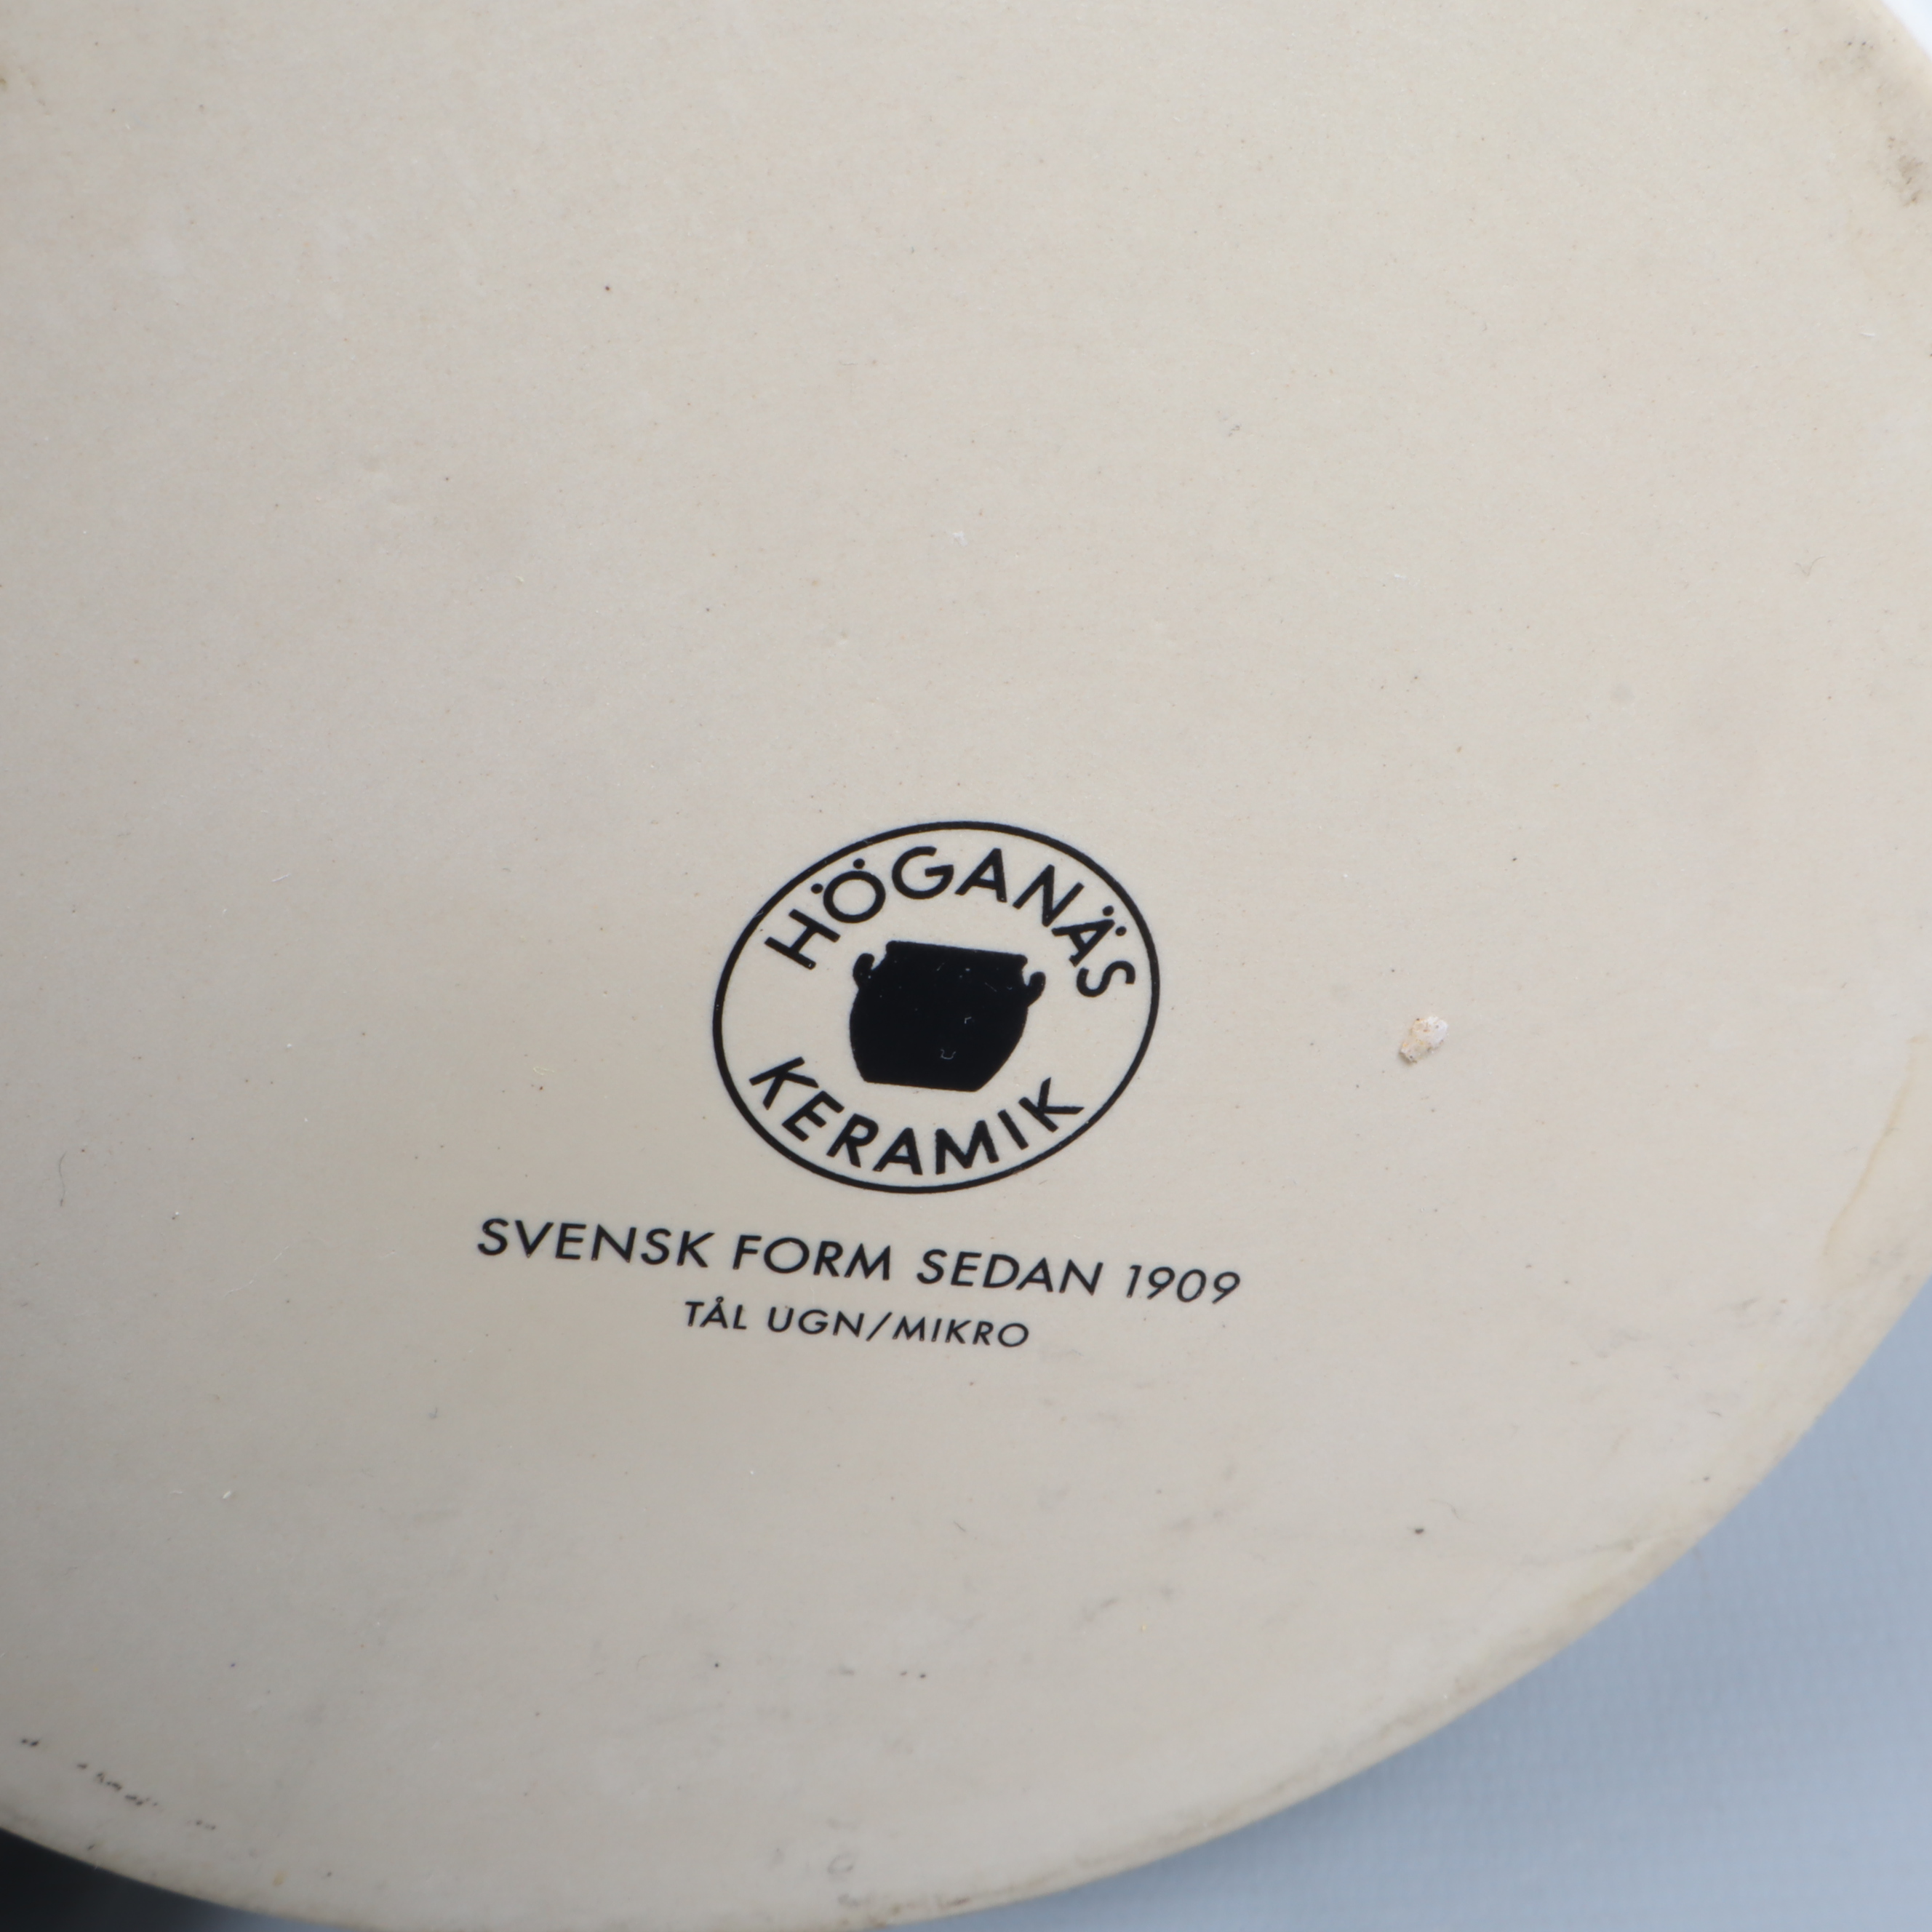 HÖGANÄS
KERAMIK
SVENSK FORM SEDAN 1909
TÅL UGN/MIKRO